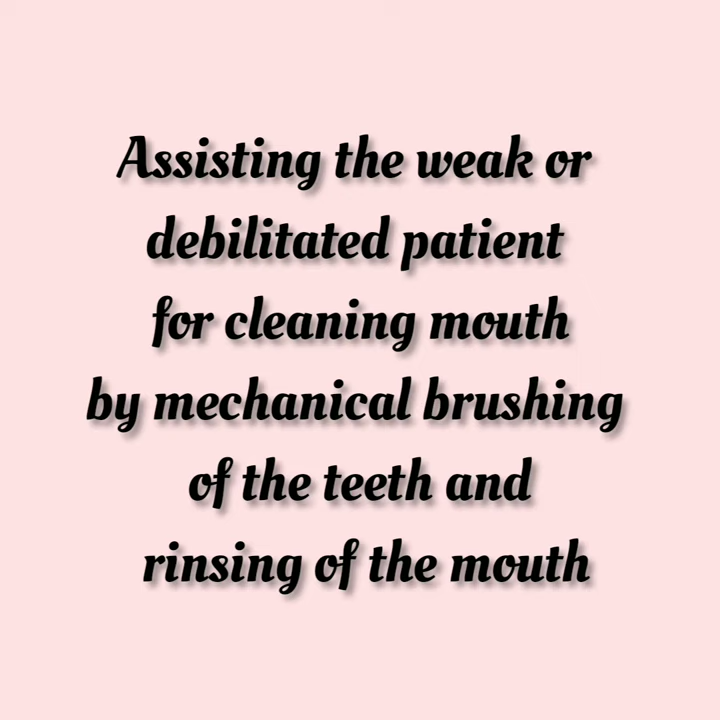 Assisting the weak or
debilitated patient
for cleaning mouth
by mechanical brushing
of the teeth and
rinsing of the mouth